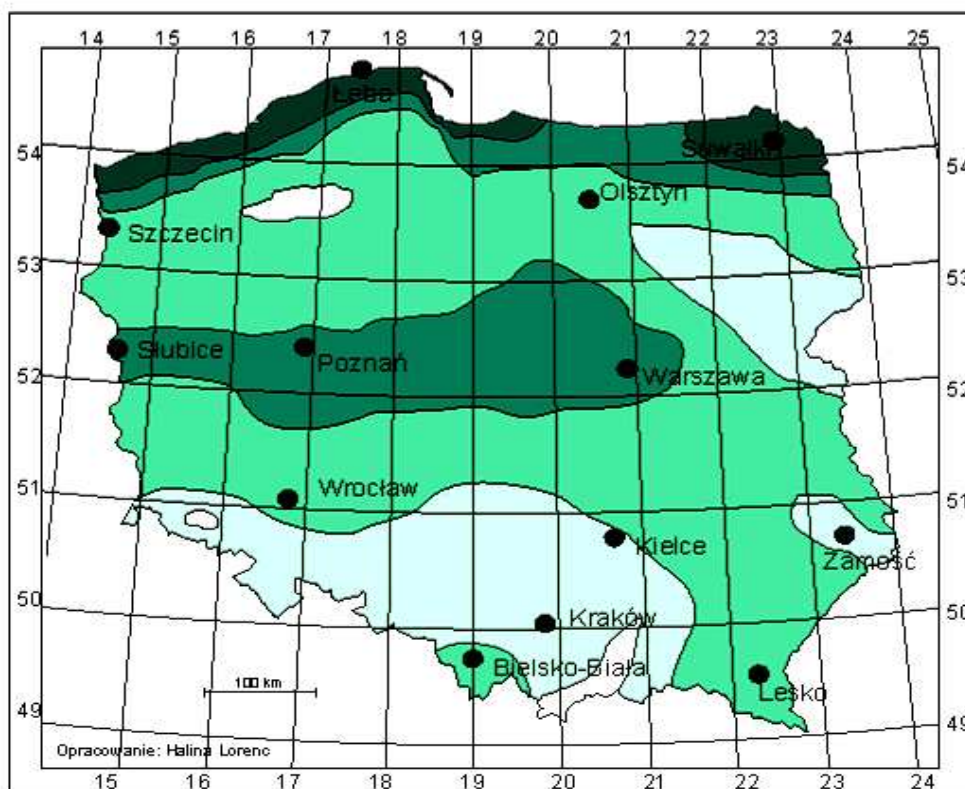 14 15 16 17 18 19 20 21 22 23 24 25
Łeba
54 Suwałki 54
Olsztyn
Szczecin
53 53
Słubice Poznań Warszawa
52 52
51 Wrocław 51
Kielce Zamość
50 Kraków 50
Bielsko-Biała Lesko
100 km
49 49
Opracowanie: Halina Lorenc
15 16 17 18 19 20 21 22 23 24